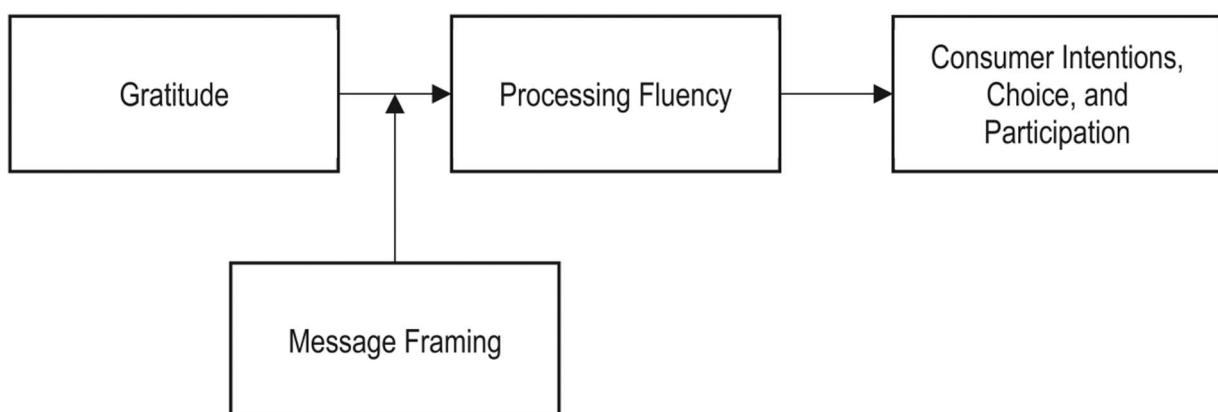 Gratitude
Processing Fluency
Consumer Intentions,
Choice, and
Participation
Message Framing